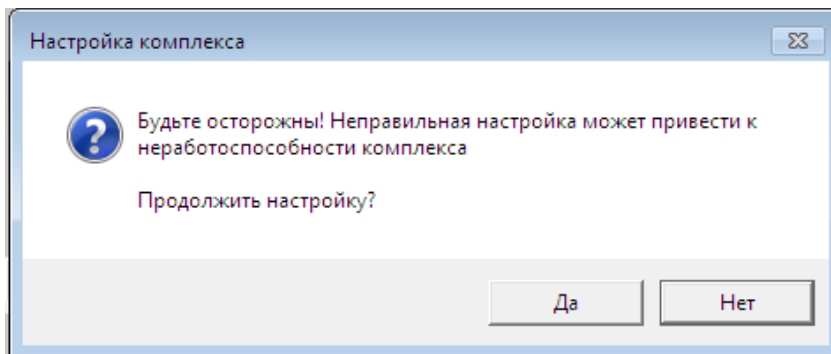 Настройка комплекса
Будьте осторожны! Неправильная настройка может привести к
неработоспособности комплекса
Продолжить настройку?
Да
Нет